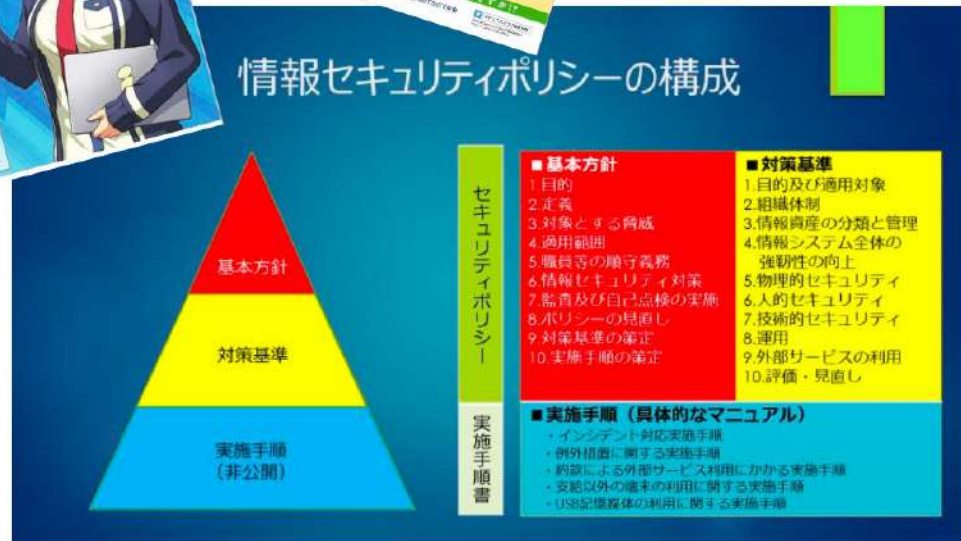 すか!?
情報セキュリティポリシーの構成
基本方針
対策基準
実施手順
（非公開）
セキュリティポリシー
実施手順書
■基本方針
1.目的
2.定義
3.対象とする脅威
4.適用範囲
5.職員等の順守義務
6.情報セキュリティ対策
7.監査及び自己点検の実施
8.ポリシーの見直し
9.対策基準の策定
10.実施手順の策定
■対策基準
1.目的及び適用対象
2.組織体制
3.情報資産の分類と管理
4.情報システム全体の
強靭性の向上
5.物理的セキュリティ
6.人的セキュリティ
7.技術的セキュリティ
8.運用
9.外部サービスの利用
10.評価・見直し
■実施手順（具体的なマニュアル）
・インシデント対応実施手順
・例外措置に関する実施手順
・約款による外部サービス利用にかかる実施手順
・支給以外の端末の利用に関する実施手順
・USB記憶媒体の利用に関する実施手順